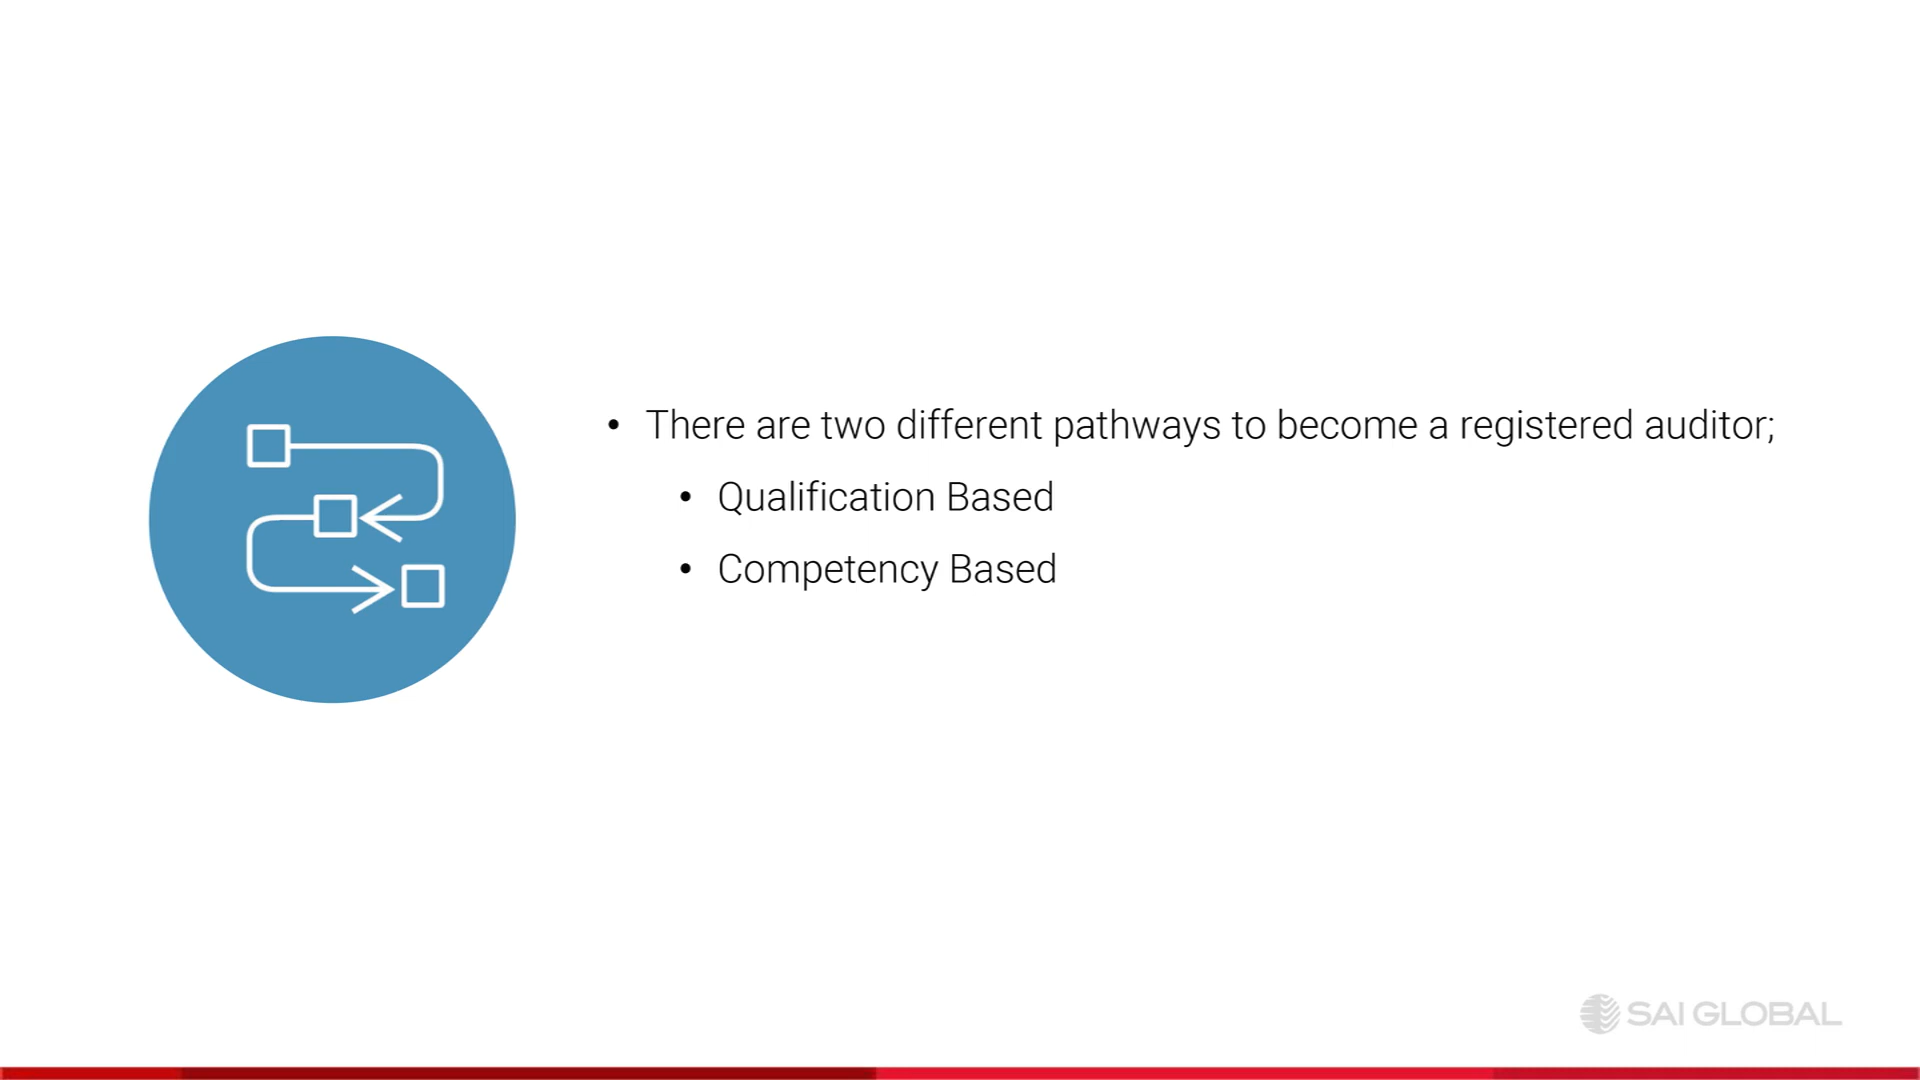 • There are two different pathways to become a registered auditor;
• Qualification Based
• Competency Based
SAI GLOBAL